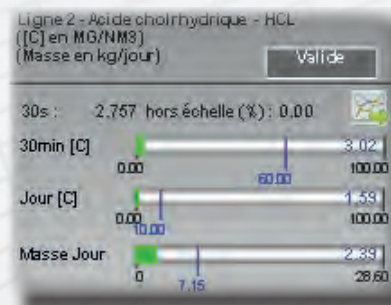 Ligne 2 - Acide cholrhydrique - HCL
([C] en MG/NM3)
(Masse en kg/jour)
Valide
30s : 2.757 hors échelle (%) : 0.00
30min [C] 3.02
0.00 60.00 100.00
Jour [C] 1.59
0.00 10.00 100.00
Masse Jour 2.39
0 7.15 28.60